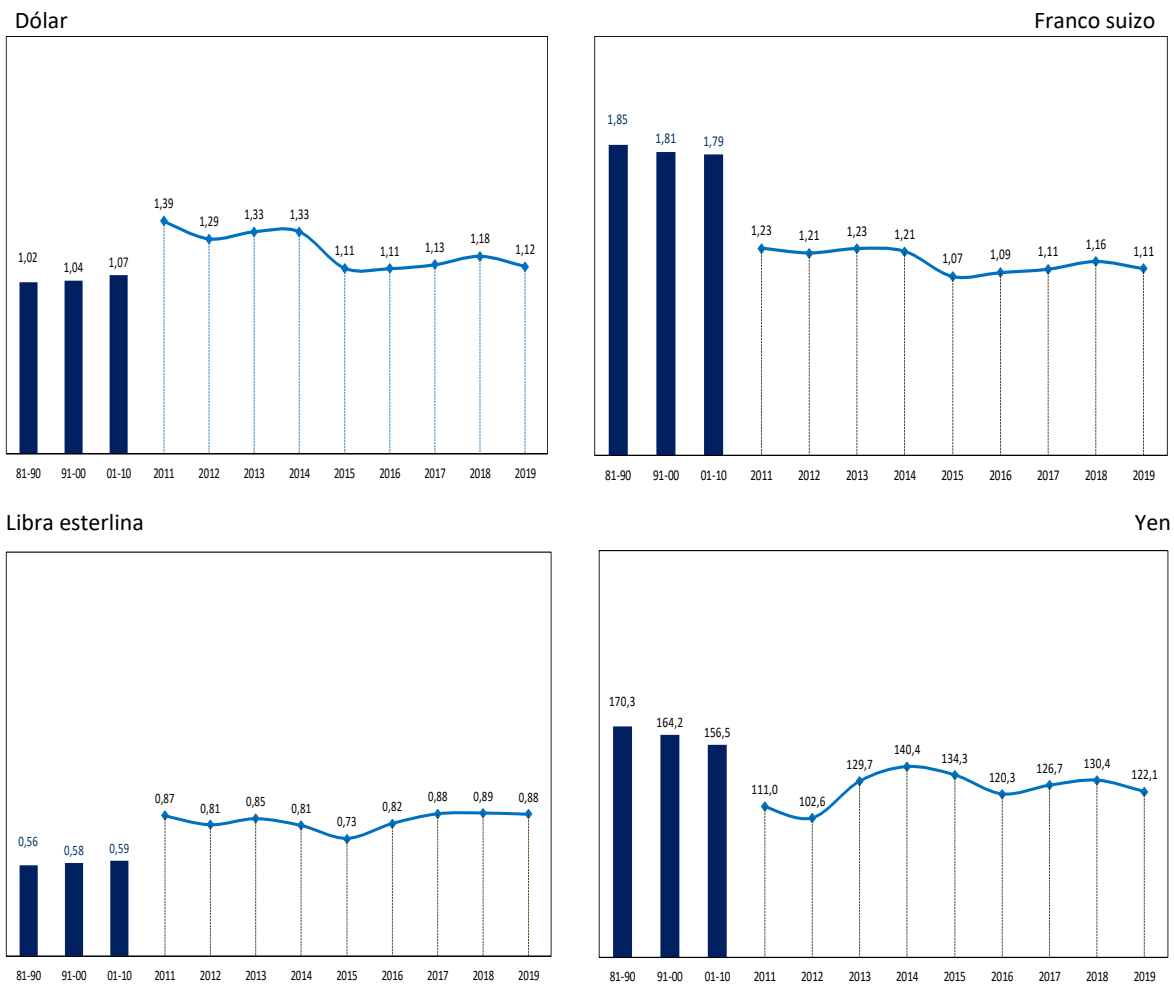 Dólar
1,02 1,04 1,07 1,39 1,29 1,33 1,33 1,11 1,11 1,13 1,18 1,12
81-90 91-00 01-10 2011 2012 2013 2014 2015 2016 2017 2018 2019
Franco suizo
1,85 1,81 1,79 1,23 1,21 1,23 1,21 1,07 1,09 1,11 1,16 1,11
81-90 91-00 01-10 2011 2012 2013 2014 2015 2016 2017 2018 2019
Libra esterlina
0,56 0,58 0,59 0,87 0,81 0,85 0,81 0,73 0,82 0,88 0,89 0,88
81-90 91-00 01-10 2011 2012 2013 2014 2015 2016 2017 2018 2019
Yen
170,3 164,2 156,5 111,0 102,6 129,7 140,4 134,3 120,3 126,7 130,4 122,1
81-90 91-00 01-10 2011 2012 2013 2014 2015 2016 2017 2018 2019